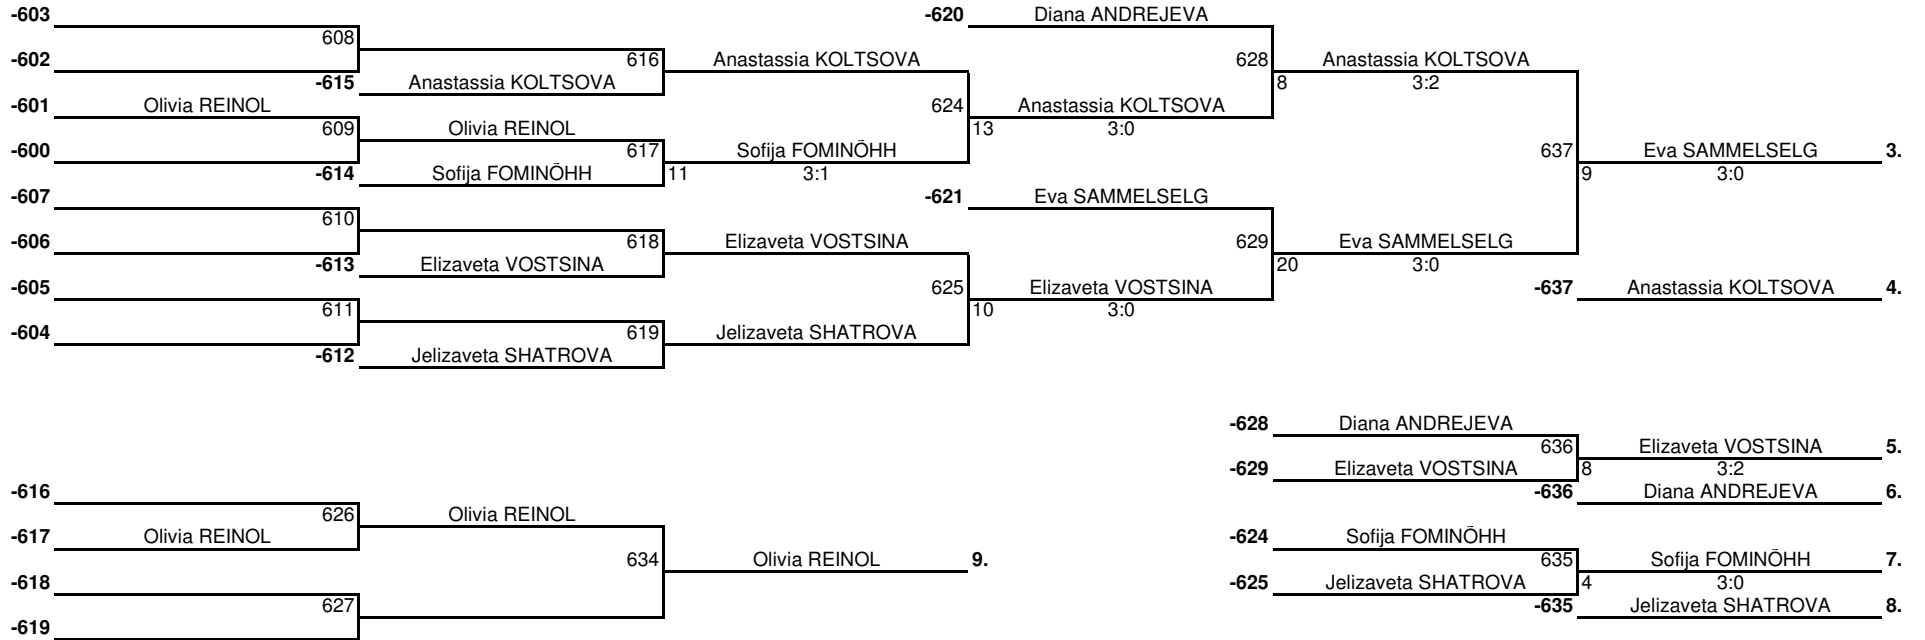 -603
-620 Diana ANDREJEVA
608
-602 616 Anastassia KOLTSOVA 628 Anastassia KOLTSOVA
-615 Anastassia KOLTSOVA 8 3:2
-601 Olivia REINOL 624 Anastassia KOLTSOVA
609 Olivia REINOL 13 3:0
-600 617 Sofija FOMINÕHH 637 Eva SAMMELSELG 3.
-614 Sofija FOMINÕHH 11 3:1 9 3:0
-607 -621 Eva SAMMELSELG
610
-606 618 Elizaveta VOSTSINA 629 Eva SAMMELSELG
-613 Elizaveta VOSTSINA 20 3:0
-605 625 Elizaveta VOSTSINA -637 Anastassia KOLTSOVA 4.
611 10 3:0
-604 619 Jelizaveta SHATROVA
-612 Jelizaveta SHATROVA
-628 Diana ANDREJEVA
636 Elizaveta VOSTSINA 5.
-629 Elizaveta VOSTSINA 8 3:2
-616 -636 Diana ANDREJEVA 6.
626 Olivia REINOL
-617 Olivia REINOL -624 Sofija FOMINÕHH
634 Olivia REINOL 9. 635 Sofija FOMINÕHH 7.
-618 -625 Jelizaveta SHATROVA 4 3:0
627 -635 Jelizaveta SHATROVA 8.
-619